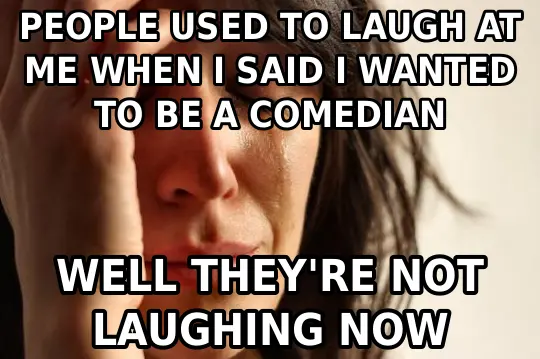 PEOPLE USED TO LAUGH AT
ME WHEN I SAID I WANTED
TO BE A COMEDIAN
WELL THEY'RE NOT
LAUGHING NOW